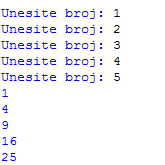 Unesite broj: 1
Unesite broj: 2
Unesite broj: 3
Unesite broj: 4
Unesite broj: 5
1
4
9
16
25